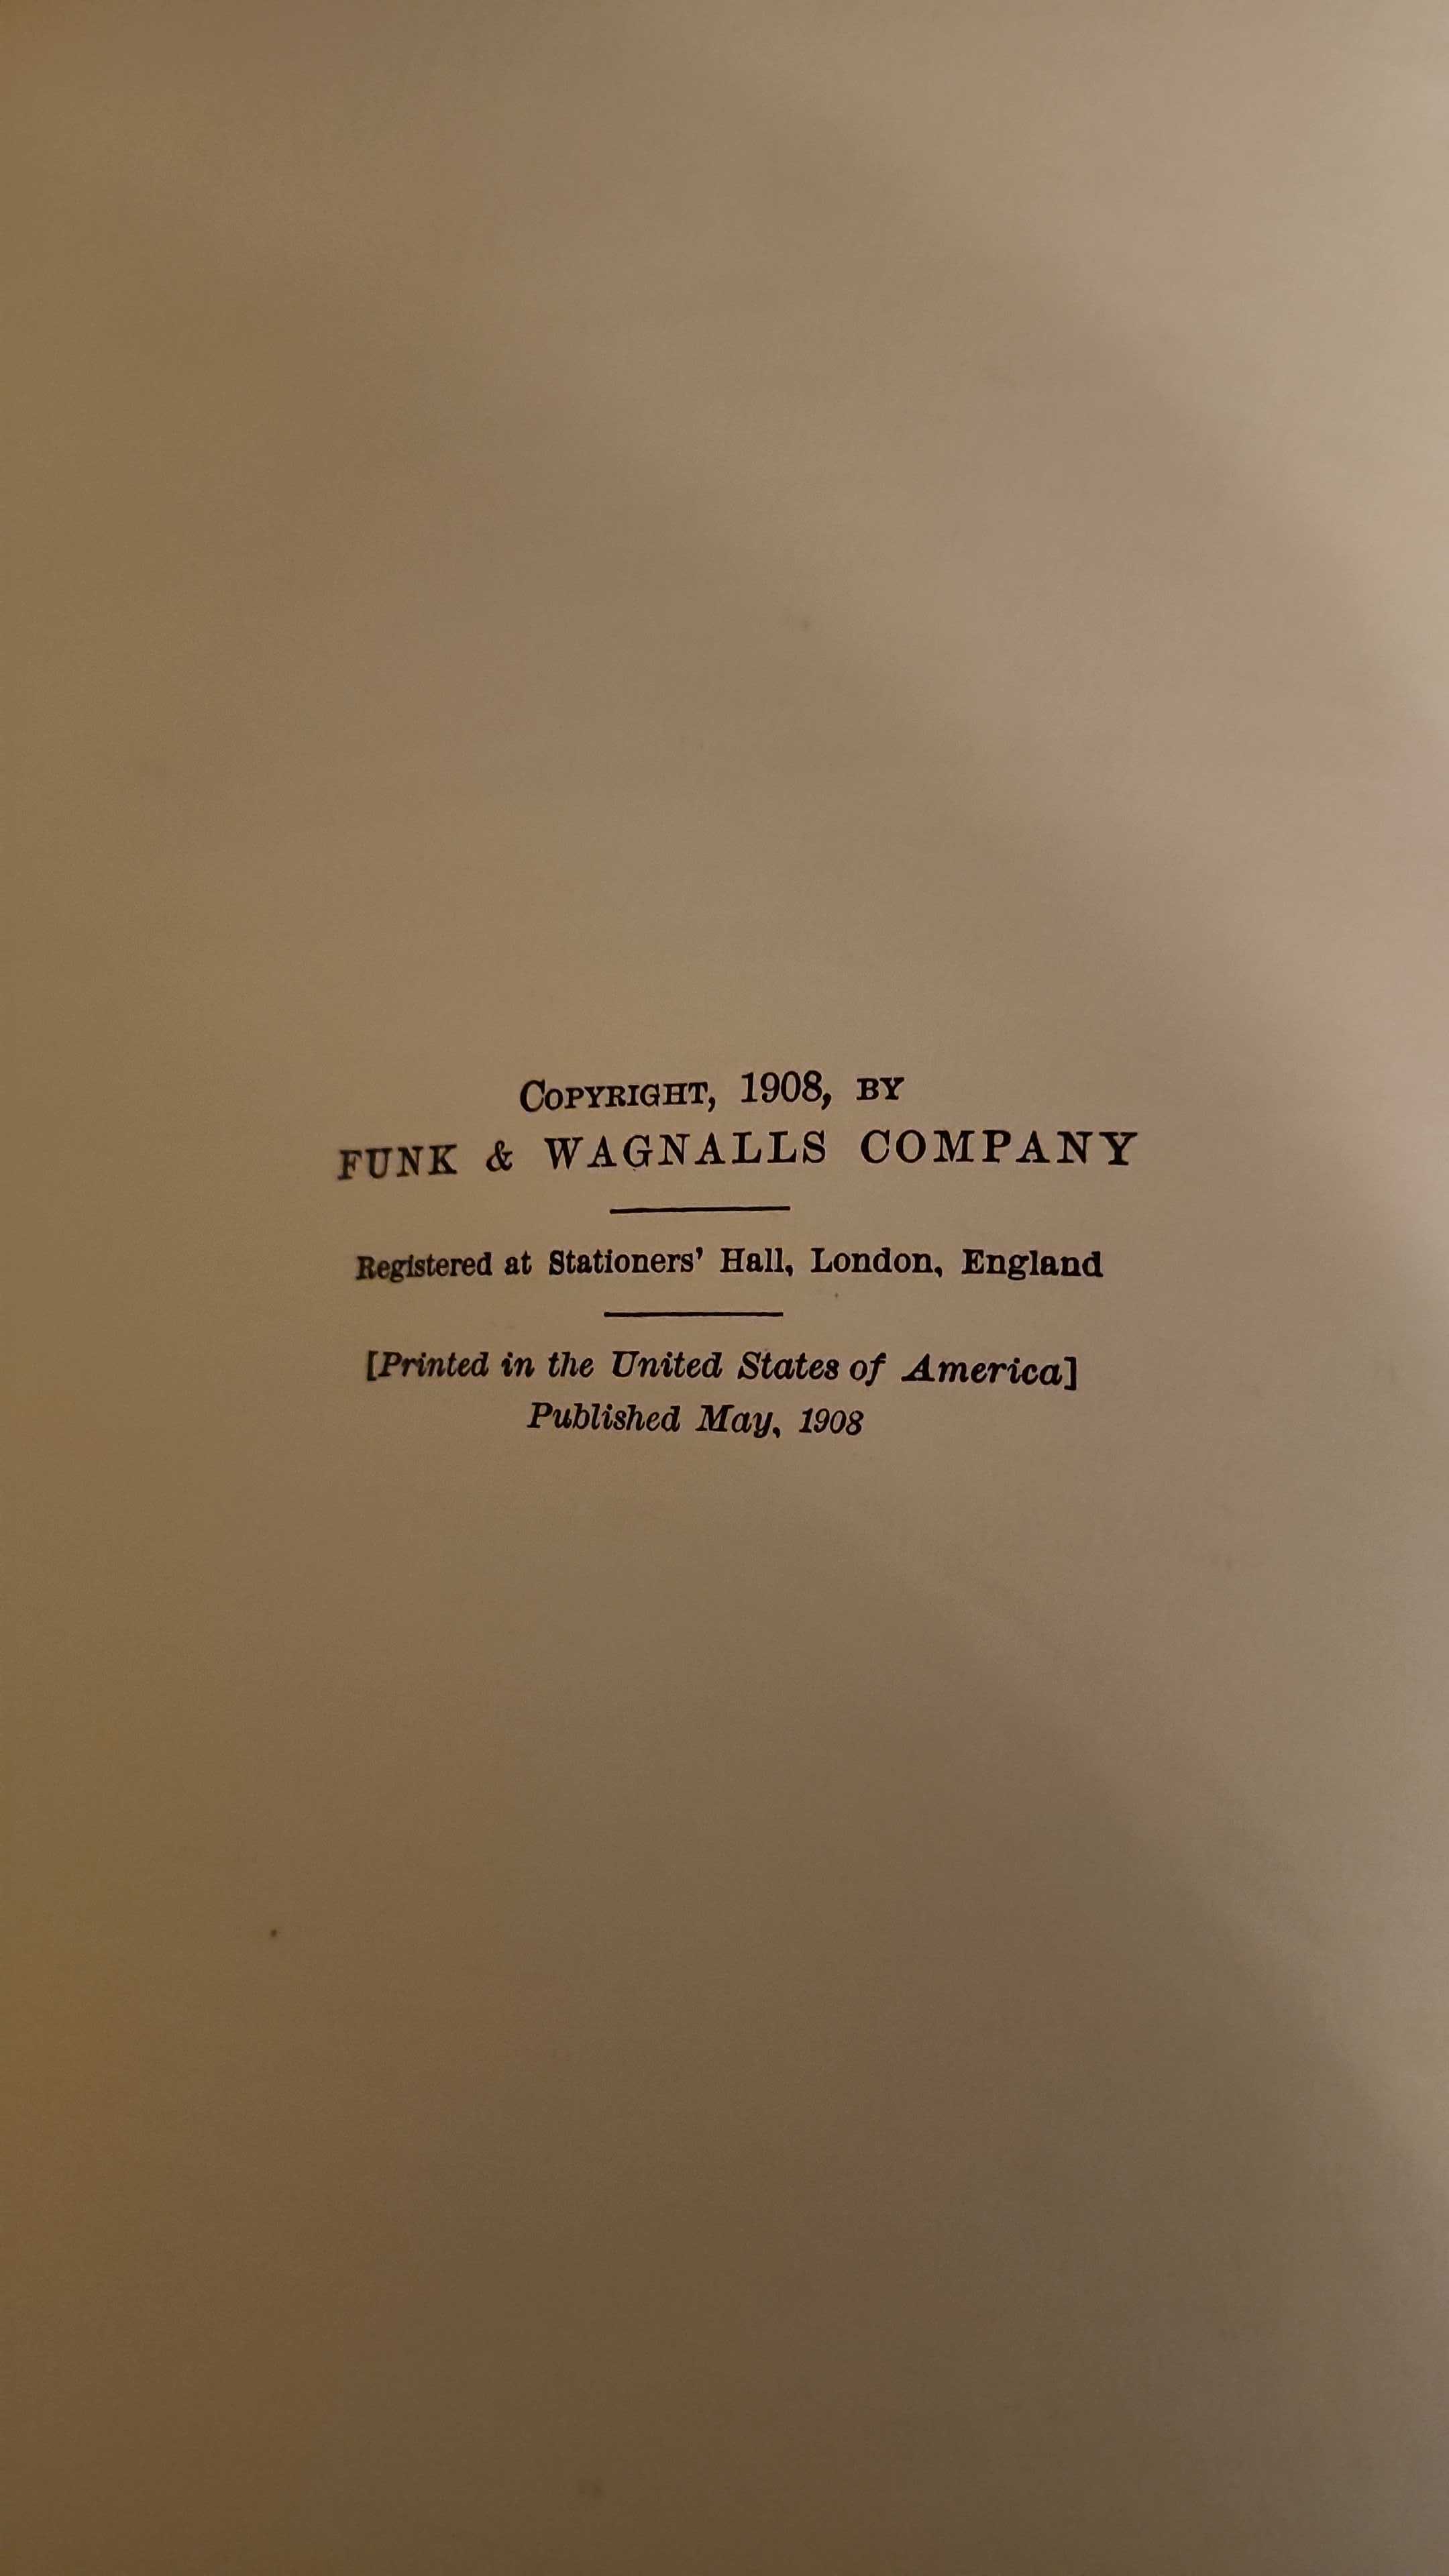 COPYRIGHT, 1908, BY
FUNK & WAGNALLS COMPANY
Registered at Stationers' Hall, London, England
[Printed in the United States of America]
Published May, 1908